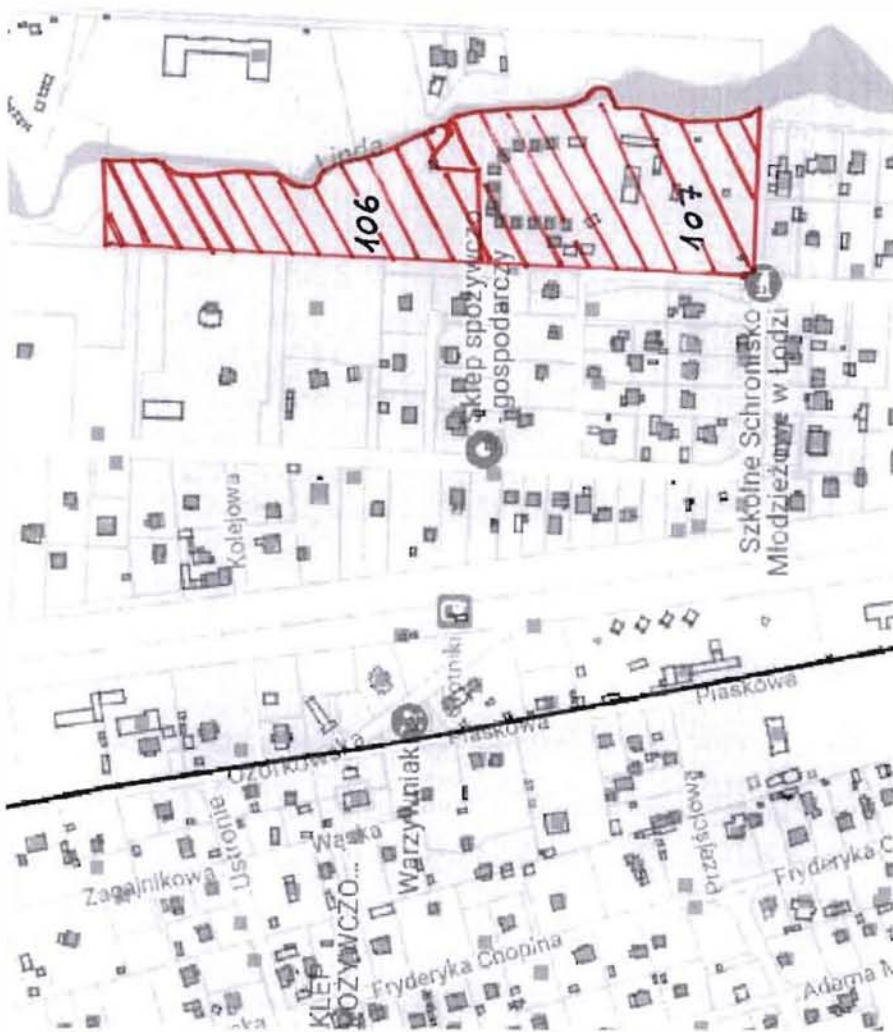 Linda
106
107
Sklep spożywczo
gospodarczy
Szkolne Schronisko
Młodzieżowe w Łodzi
Kolejowa
Piaskowa
Piaskowa
Ozorkowska
Warzywniak
Ustronie
Wąska
Zagajnikowa
Przejściowa
Fryderyka C
Fryderyka Chopina
Adama M